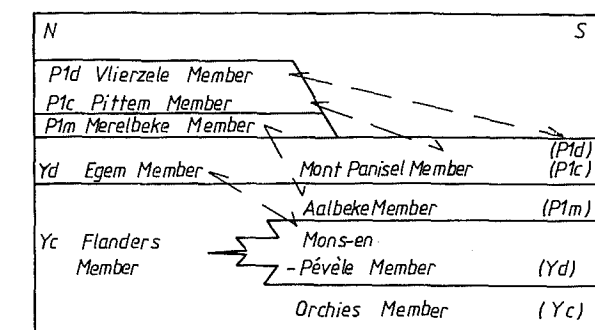 N S
P1d Vlierzele Member
P1c Pittem Member
P1m Merelbeke Member
(P1d)
Yd Egem Member Mont Panisel Member (P1c)
Aalbeke Member (P1m)
Yc Flanders Mons-en
Member -Pévèle Member (Yd)
Orchies Member (Yc)